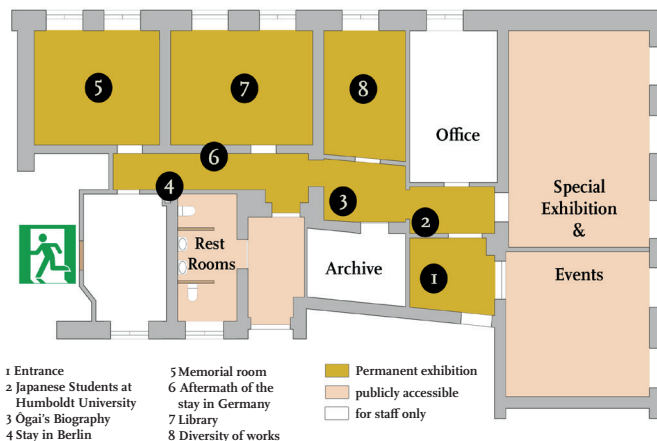 5
7
8
Office
6
4
3
2
Special
Exhibition
&
Events
Rest
Rooms
Archive
1
1 Entrance
2 Japanese Students at
Humboldt University
3 Ôgai's Biography
4 Stay in Berlin
5 Memorial room
6 Aftermath of the
stay in Germany
7 Library
8 Diversity of works
Permanent exhibition
publicly accessible
for staff only